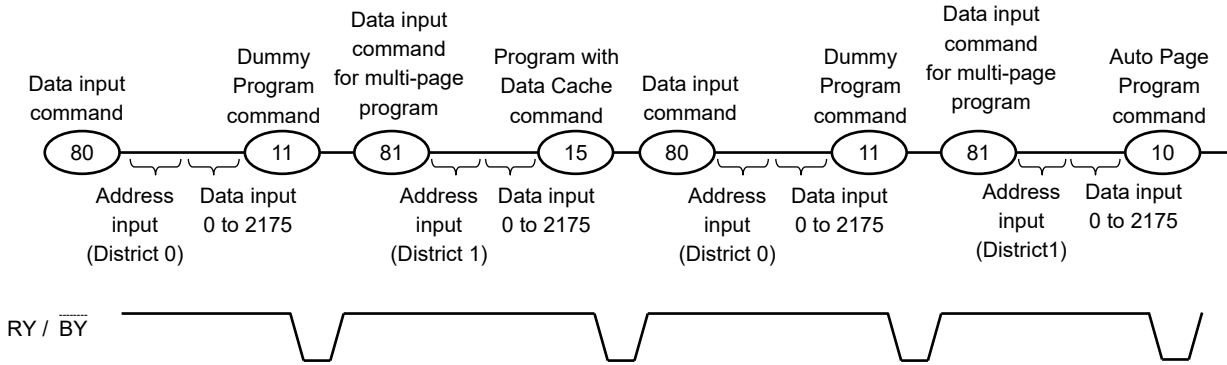 Data input
command
80
Address
input
(District 0)
Data input
0 to 2175
Dummy
Program
command
11
Data input
command
for multi-page
program
81
Address
input
(District 1)
Data input
0 to 2175
Program with
Data Cache
command
15
Data input
command
80
Address
input
(District 0)
Data input
0 to 2175
Dummy
Program
command
11
Data input
command
for multi-page
program
81
Address
input
(District1)
Data input
0 to 2175
Auto Page
Program
command
10
RY / BY